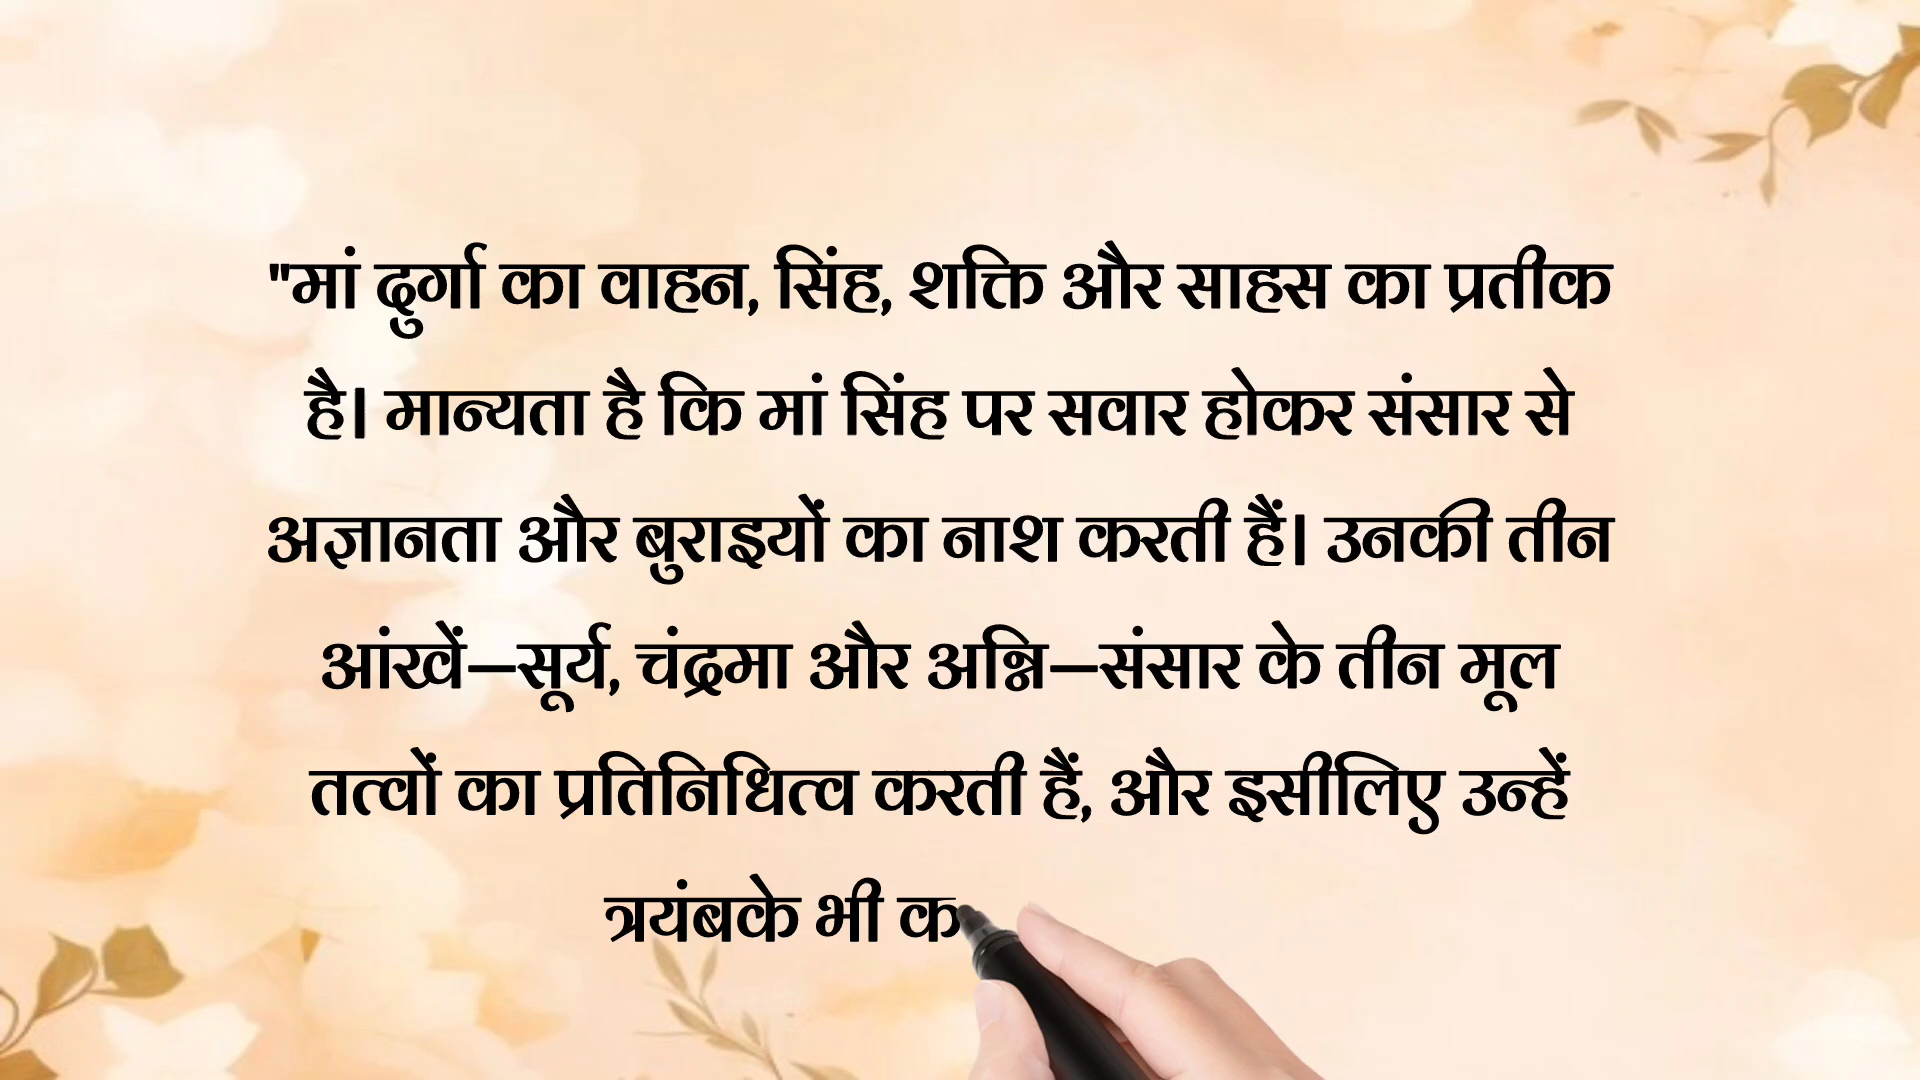 "मां दुर्गा का वाहन, सिंह, शक्ति और साहस का प्रतीक
है। मान्यता है कि मां सिंह पर सवार होकर संसार से
अज्ञानता और बुराइयों का नाश करती हैं। उनकी तीन
आंखें—सूर्य, चंद्रमा और अग्नि—संसार के तीन मूल
तत्वों का प्रतिनिधित्व करती हैं, और इसीलिए उन्हें
त्रयंबके भी क